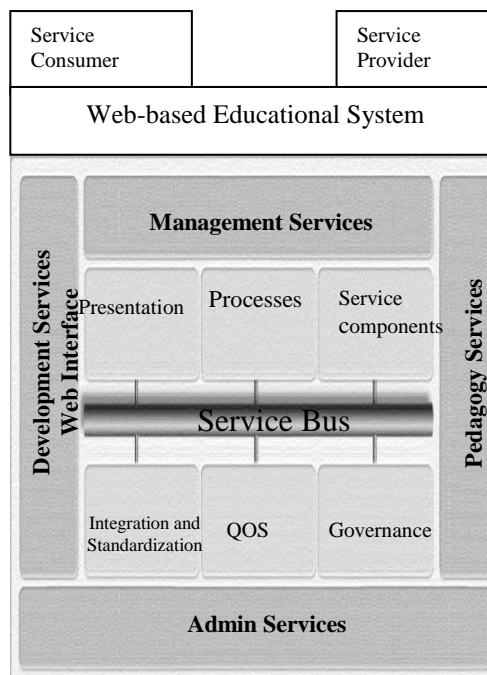 Service
Consumer
Service
Provider
Web-based Educational System
Management Services
Development Services
Web Interface
Presentation
Processes
Service
components
Pedagogy Services
Service Bus
Integration and
Standardization
QOS
Governance
Admin Services